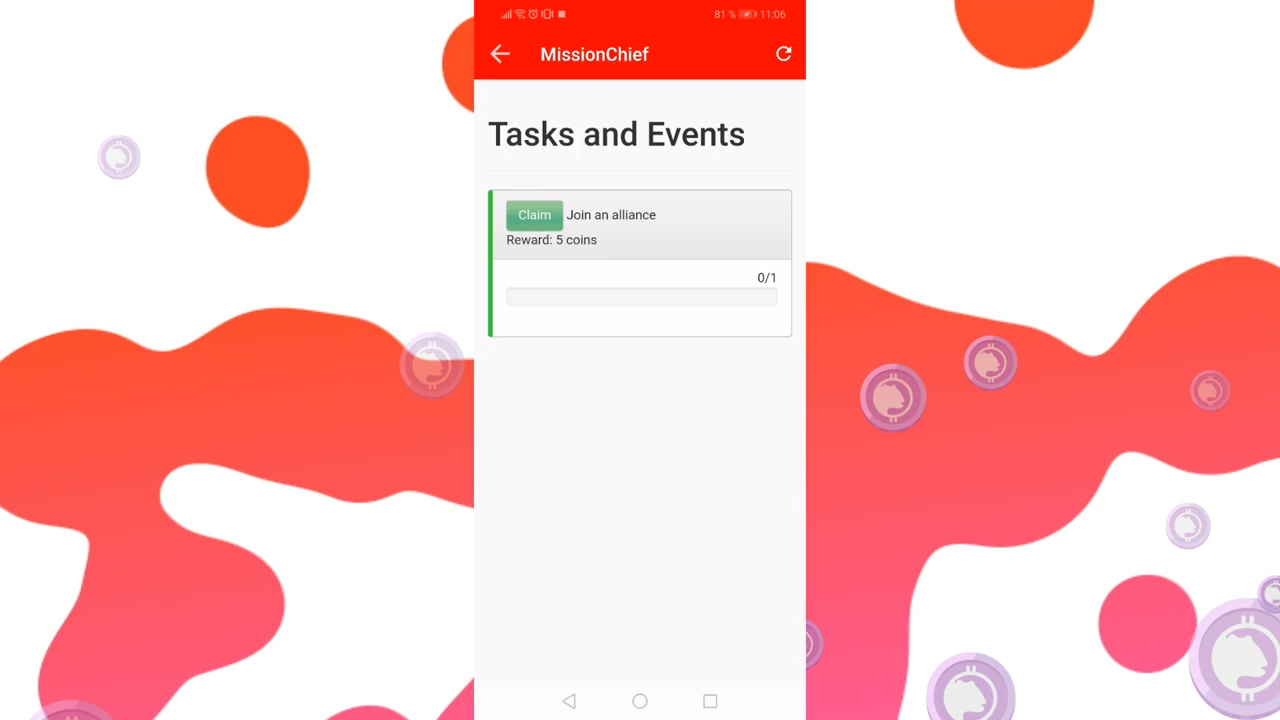 81 % 11:06
MissionChief
Tasks and Events
Claim Join an alliance
Reward: 5 coins
0/1